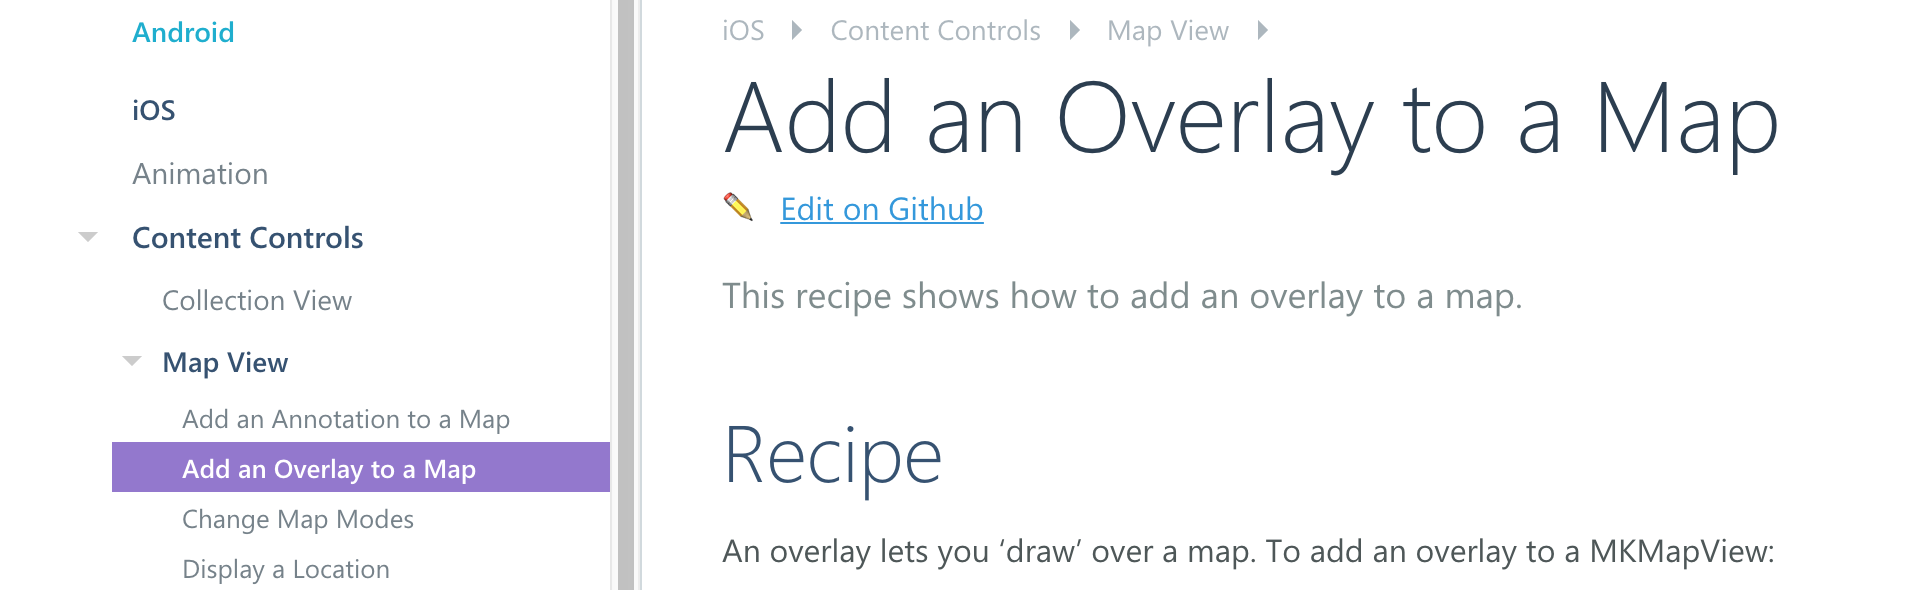 Android
iOS
Animation
Content Controls
Collection View
Map View
Add an Annotation to a Map
Add an Overlay to a Map
Change Map Modes
Display a Location
iOS Content Controls Map View
Add an Overlay to a Map
Edit on Github
This recipe shows how to add an overlay to a map.
Recipe
An overlay lets you ‘draw’ over a map. To add an overlay to a MKMapView: